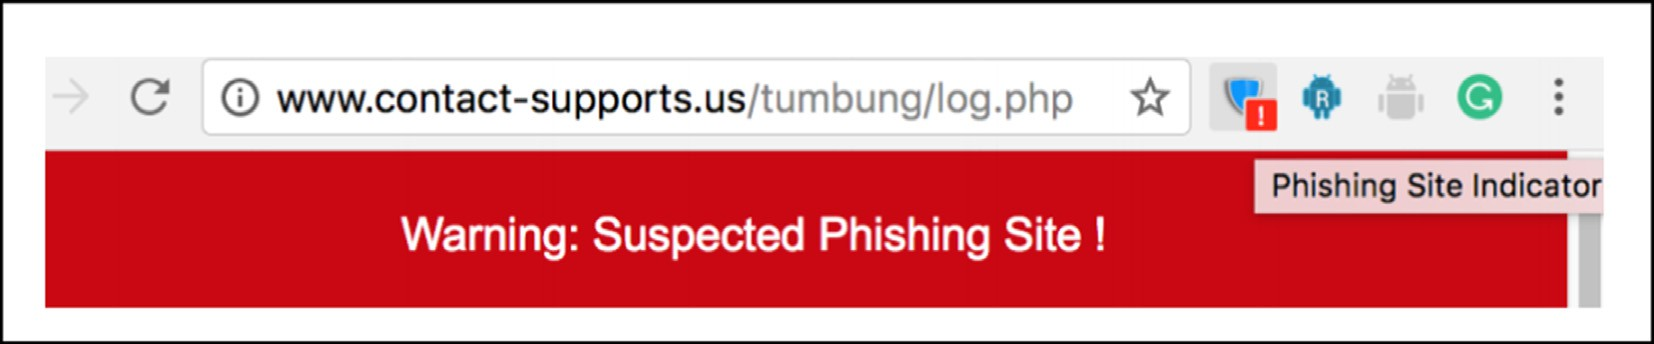 www.contact-supports.us/tumbung/log.php
R
G
!
Phishing Site Indicator
Warning: Suspected Phishing Site !